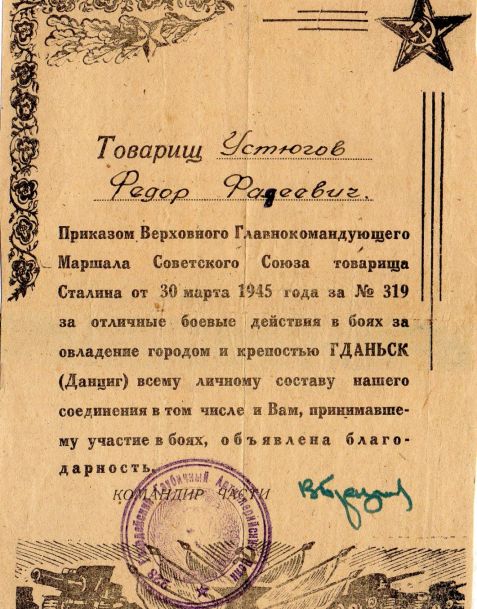 Товарищ Устюгов
Федор Фадеевич.
Приказом Верховного Главнокомандующего
Маршала Советского Союза товарища
Сталина от 30 марта 1945 года за № 319
за отличные боевые действия в боях за
овладение городом и крепостью ГДАНЬСК
(Данциг) всему личному составу нашего
соединения в том числе и Вам, принимавше-
му участие в боях, объявлена благо-
дарность.
КОМАНДИР ЧАСТИ
Гаубичный Артиллерийский